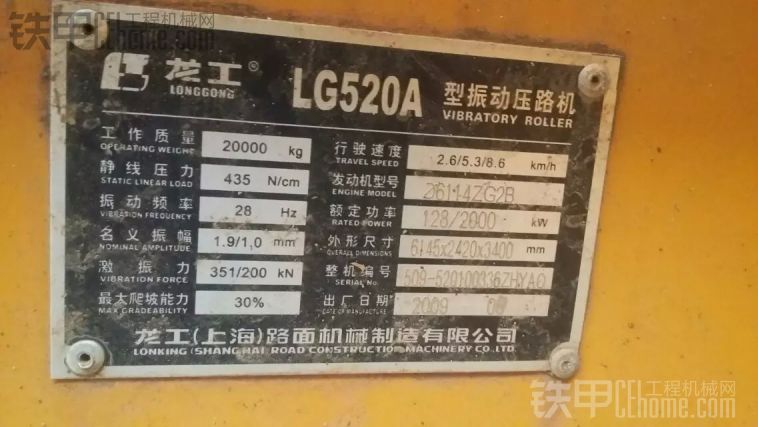 铁甲 工程机械网
CEhome.com
龙工® LG520A 型振动压路机
LONGGONG VIBRATORY ROLLER
工作质量 20000 kg 行驶速度 2.6/5.3/8.6 km/h
OPERATING WEIGHT TRAVEL SPEED
静线压力 435 N/cm 发动机型号 D6114ZG2B
STATIC LINEAR LOAD ENGINE MODEL
振动频率 28 Hz 额定功率 128/2000 kW
VIBRATION FREQUENCY RATED POWER
名义振幅 1.9/1.0 mm 外形尺寸 6145x2420x3400 mm
NOMINAL AMPLITUDE OVERALL DIMENSIONS
激振力 351/200 kN 整机编号
VIBRATION FORCE SERIAL No.
最大爬坡能力 30% 出厂日期 2009
MAX GRADEABILITY DATE OF MANUFACTURE
龙工(上海)路面机械制造有限公司
LONKING (SHANGHAI ROAD CONSTRUCTION MACHINERY CO.,LTD.
铁甲 工程机械网
CEhome.com